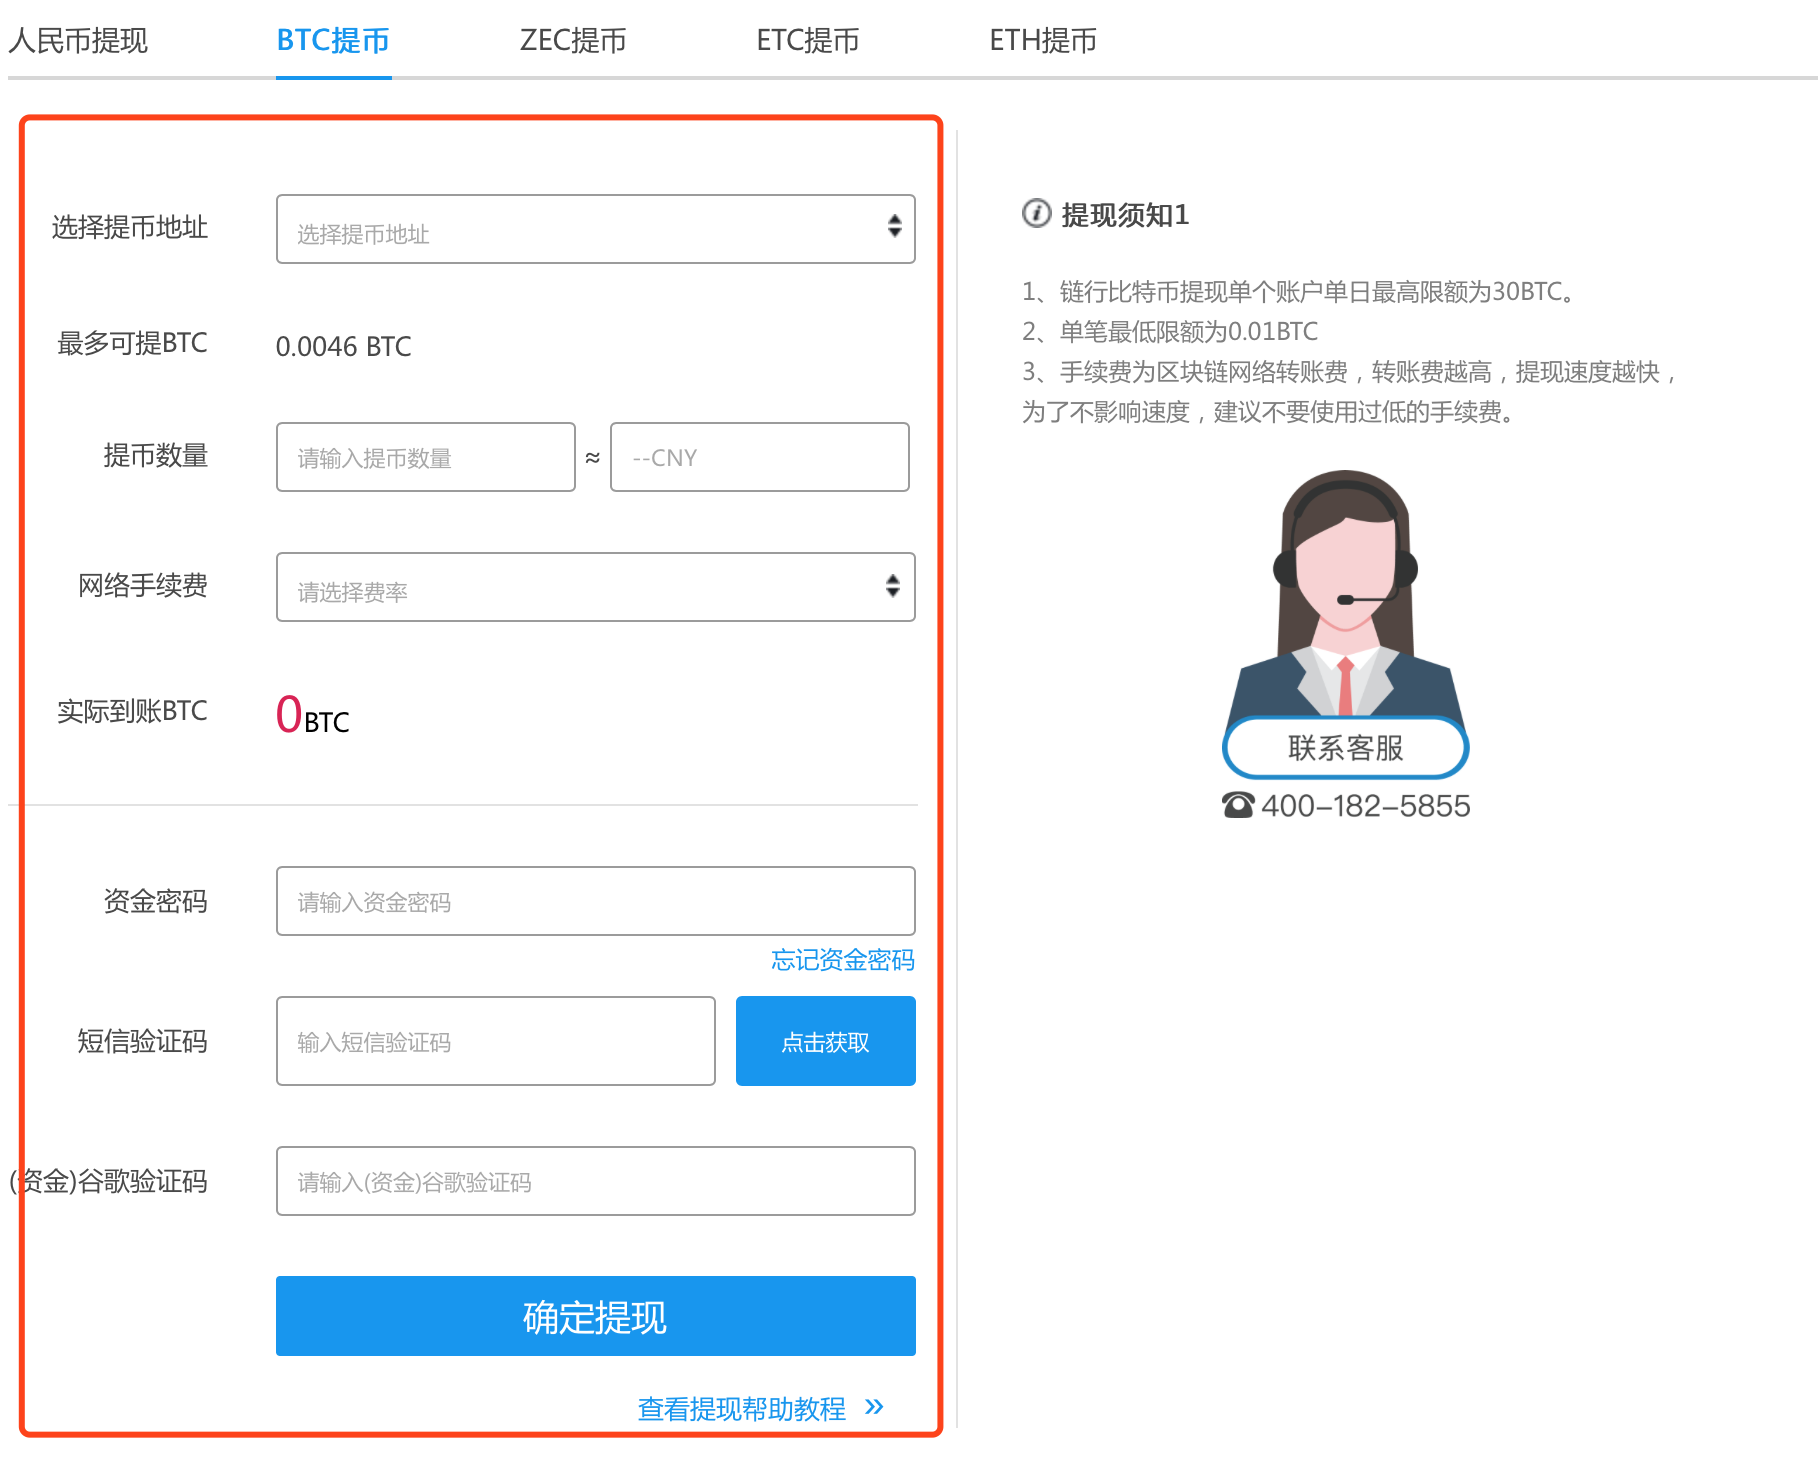 人民币提现
BTC提币
ZEC提币
ETC提币
ETH提币
选择提币地址
选择提币地址
最多可提BTC
0.0046 BTC
提币数量
请输入提币数量
≈
--CNY
网络手续费
请选择费率
实际到账BTC
0BTC
资金密码
请输入资金密码
忘记资金密码
短信验证码
输入短信验证码
点击获取
(资金)谷歌验证码
请输入(资金)谷歌验证码
确定提现
查看提现帮助教程 »
提现须知1
1、链行比特币提现单个账户单日最高限额为30BTC。
2、单笔最低限额为0.01BTC
3、手续费为区块链网络转账费，转账费越高，提现速度越快，
为了不影响速度，建议不要使用过低的手续费。
联系客服
400-182-5855